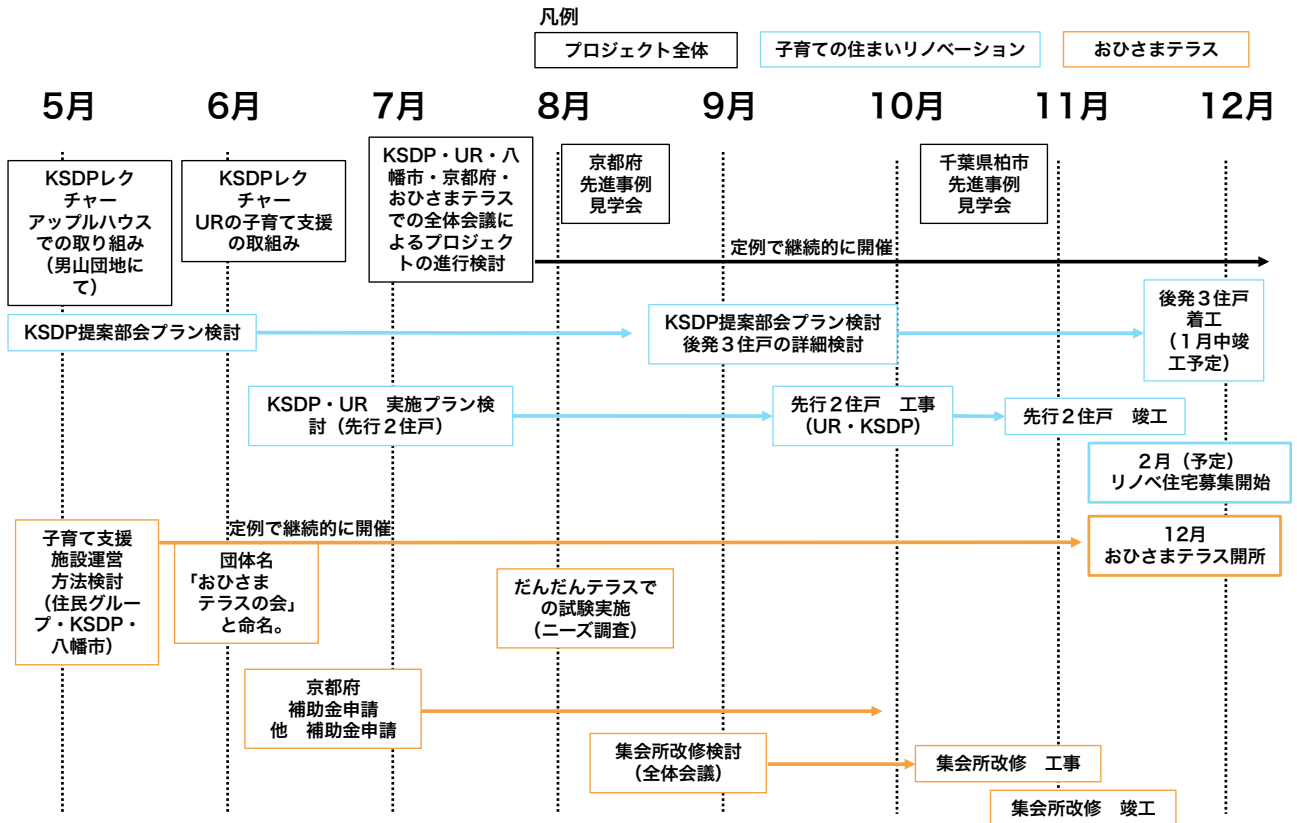 凡例
プロジェクト全体
子育ての住まいリノベーション
おひさまテラス
5月
6月
7月
8月
9月
10月
11月
12月
KSDPレク
チャー
アップルハウス
での取り組み
（男山団地に
て）
KSDPレク
チャー
URの子育て支援
の取組み
KSDP・UR・八
幡市・京都府・
おひさまテラス
での全体会議に
よるプロジェク
トの進行検討
京都府
先進事例
見学会
千葉県柏市
先進事例
見学会
定例で継続的に開催
KSDP提案部会プラン検討
KSDP提案部会プラン検討
後発３住戸の詳細検討
後発３住戸
着工
（１月中竣
工予定）
KSDP・UR　実施プラン検
討（先行２住戸）
先行２住戸　工事
（UR・KSDP）
先行２住戸　竣工
２月（予定）
リノベ住宅募集開始
子育て支援
施設運営
方法検討
（住民グルー
プ・KSDP・
八幡市）
定例で継続的に開催
団体名
「おひさま
テラスの会」
と命名。
だんだんテラスで
の試験実施
（ニーズ調査）
12月
おひさまテラス開所
京都府
補助金申請
他　補助金申請
集会所改修検討
（全体会議）
集会所改修　工事
集会所改修　竣工